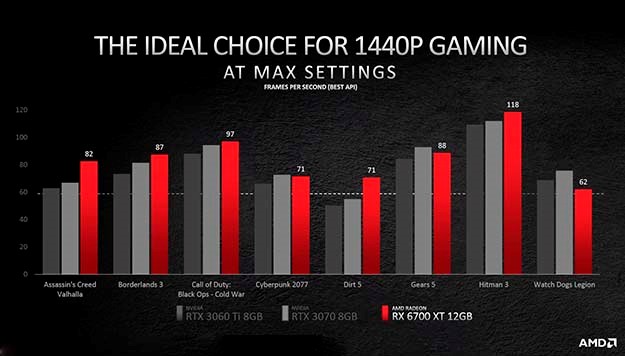 THE IDEAL CHOICE FOR 1440P GAMING
AT MAX SETTINGS
FRAMES PER SECOND (BEST API)
120
100
80
60
40
20
0
82
87
97
71
71
88
118
62
Assassin's Creed
Valhalla
Borderlands 3
Call of Duty:
Black Ops - Cold War
Cyberpunk 2077
Dirt 5
Gears 5
Hitman 3
Watch Dogs Legion
NVIDIA
RTX 3060 Ti 8GB
NVIDIA
RTX 3070 8GB
AMD RADEON
RX 6700 XT 12GB
AMD